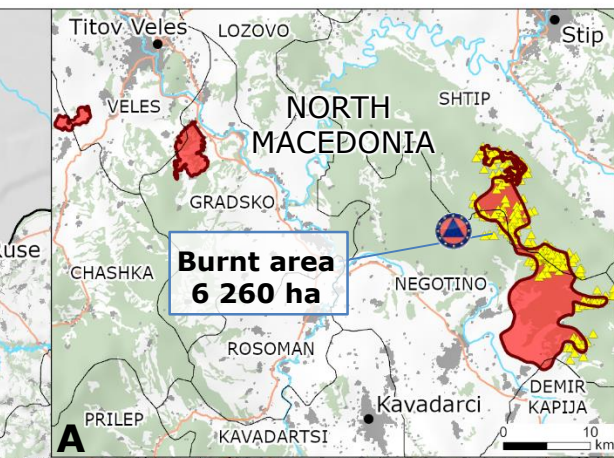 Titov Veles
LOZOVO
Stip
VELES
NORTH
MACEDONIA
SHTIP
GRADSKO
Burnt area
6 260 ha
CHASHKA
NEGOTINO
ROSOMAN
DEMIR
KAPIJA
PRILEP
Kavadarci
KAVADARTSI
A
0 10
km